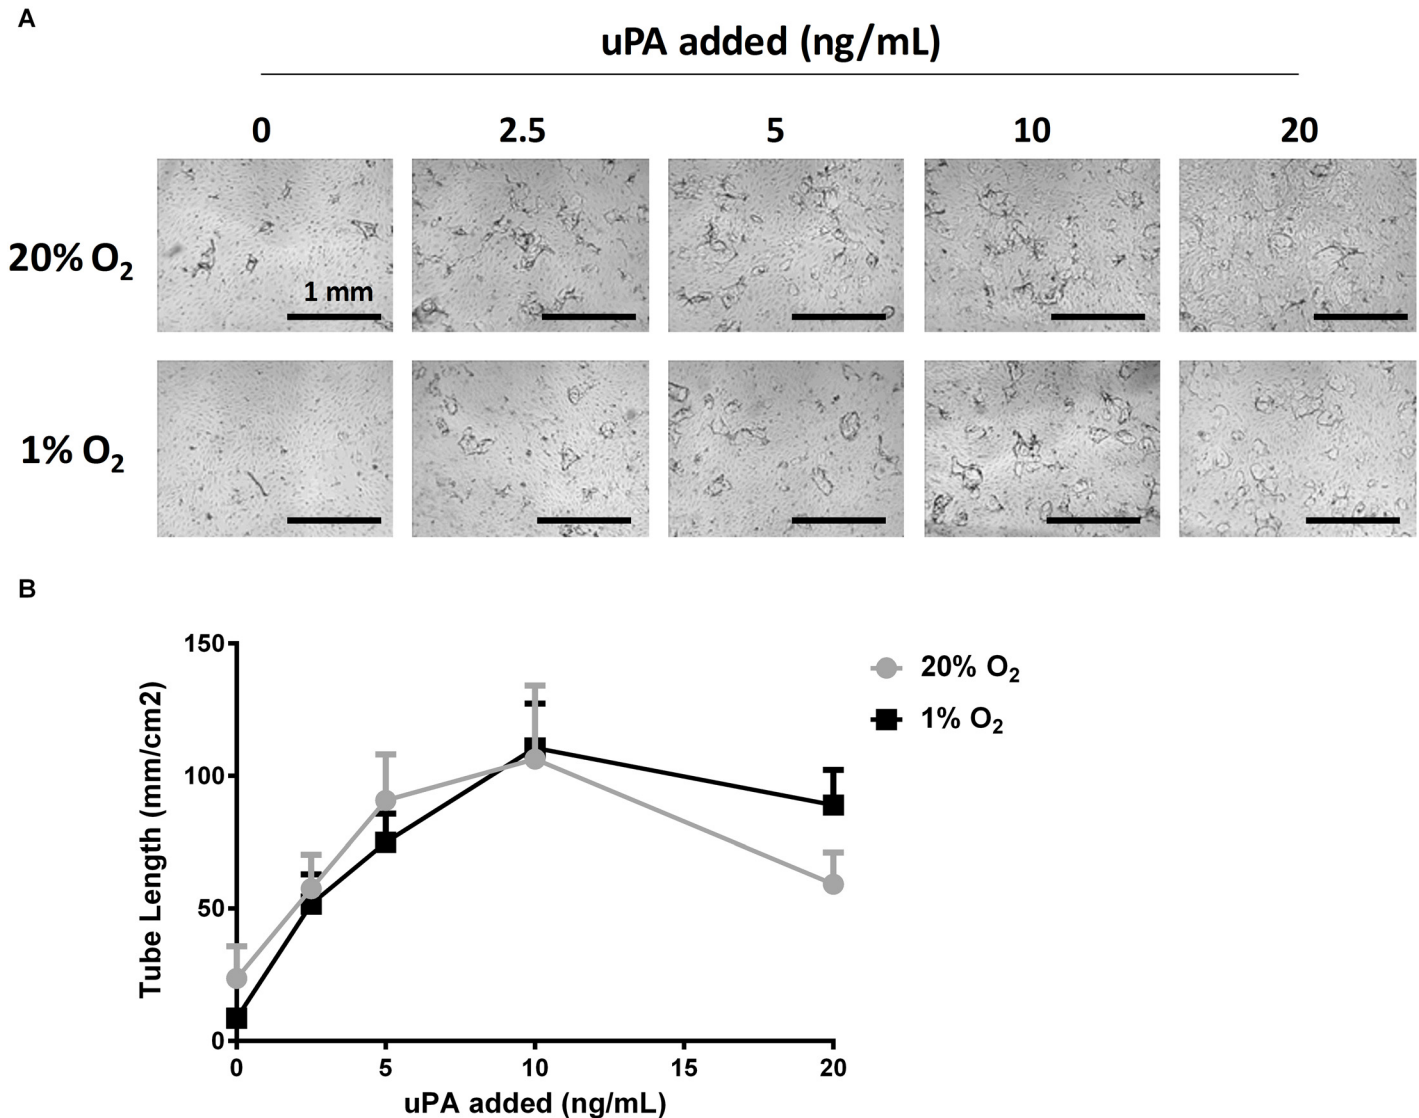 A
uPA added (ng/mL)
0 2.5 5 10 20
20% O₂
1 mm
1% O₂
B
150
100
50
0
Tube Length (mm/cm2)
0 5 10 15 20
uPA added (ng/mL)
20% O₂
1% O₂